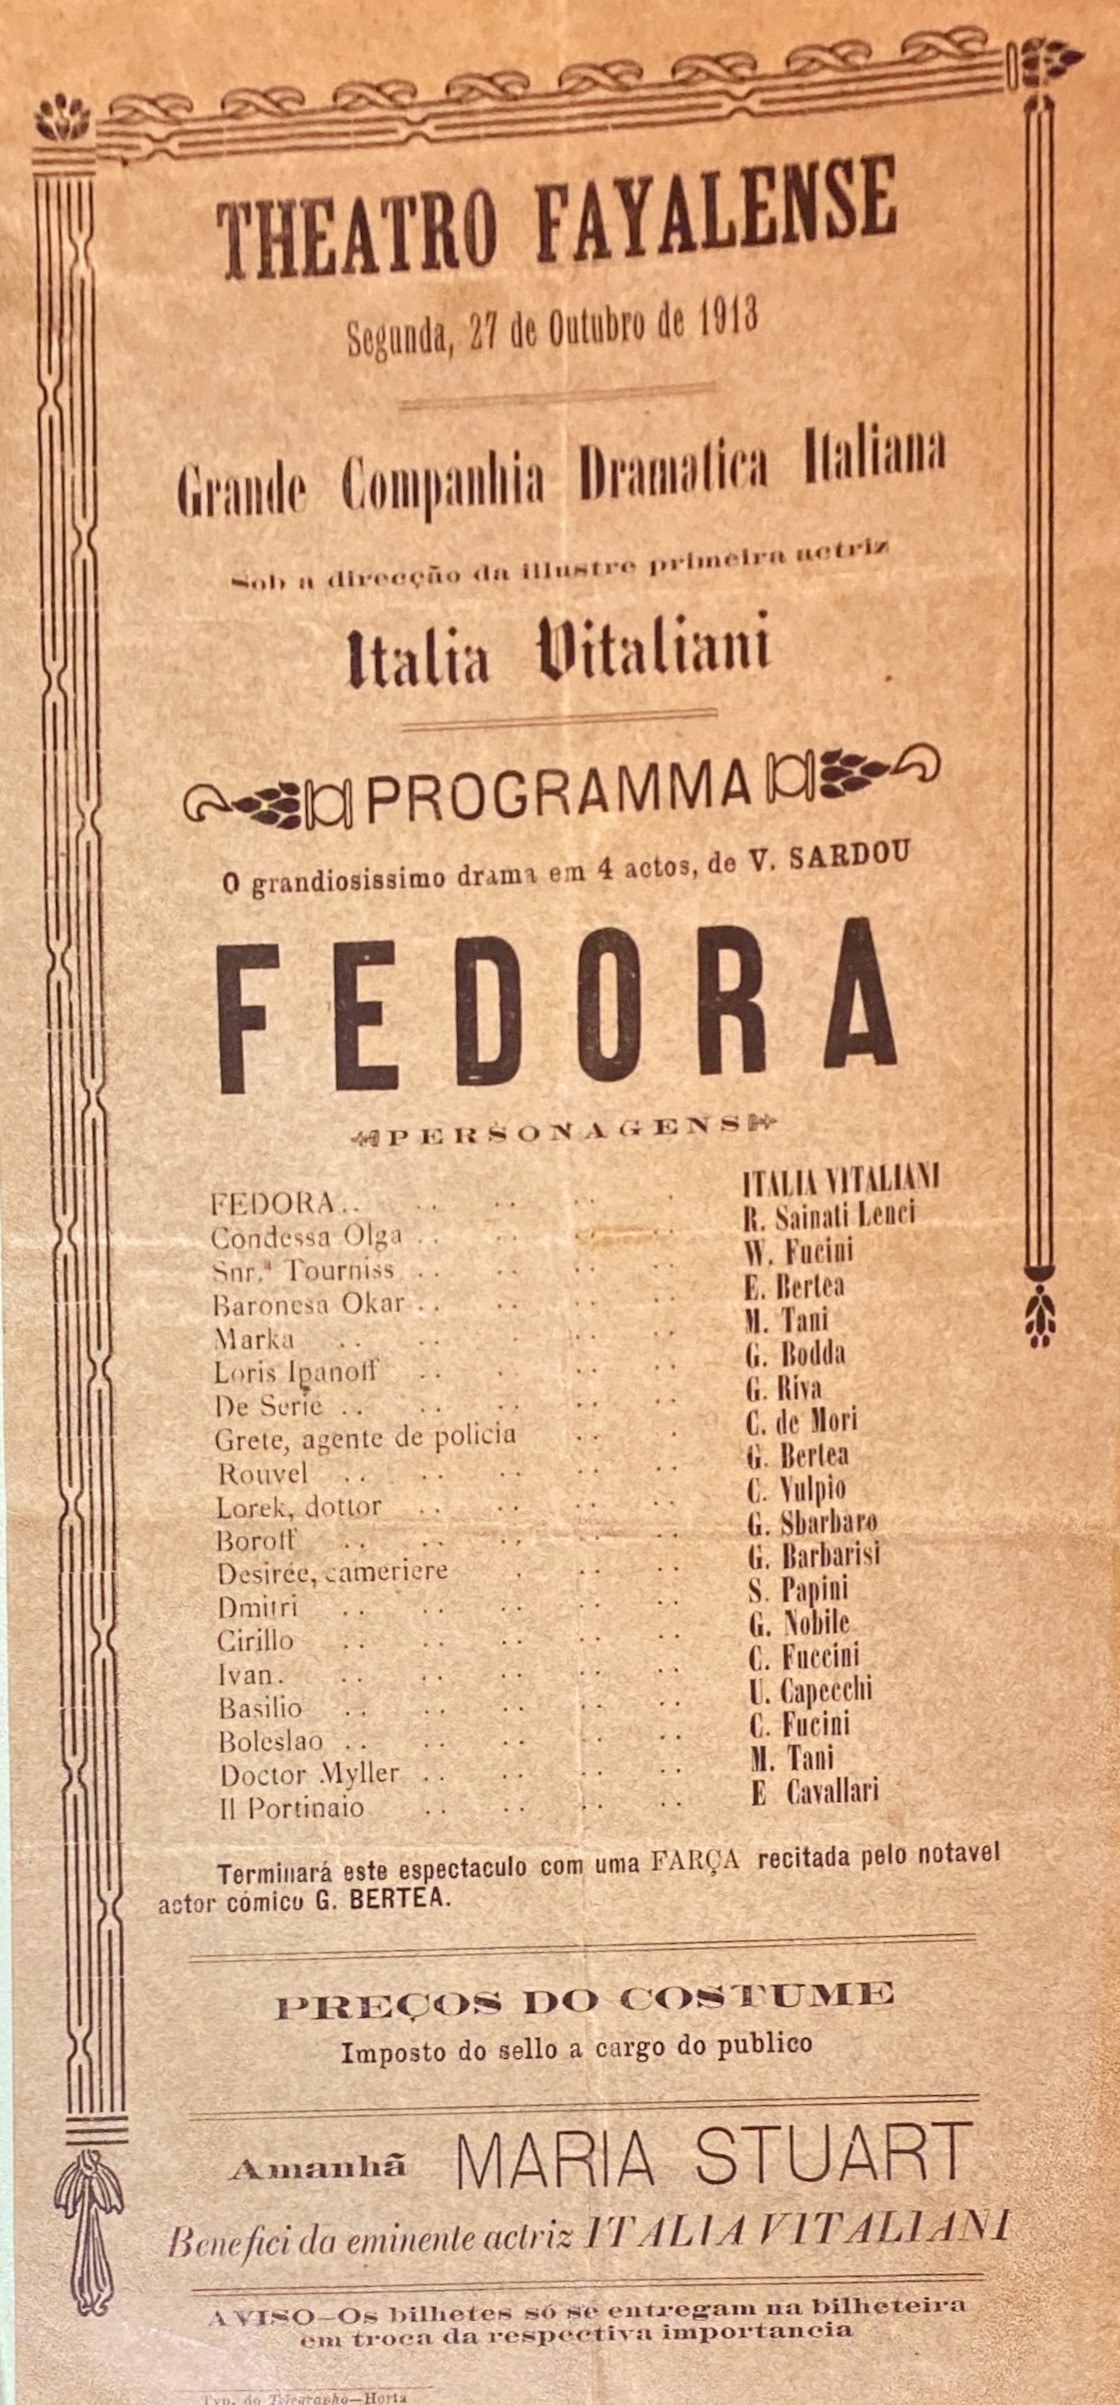 THEATRO FAYALENSE
Segunda, 27 de Outubro de 1913
Grande Companhia Dramatica Italiana
Sob a direcção da illustre primeira actriz
Italia Vitaliani
PROGRAMMA
O grandiosissimo drama em 4 actos, de V. SARDOU
FEDORA
PERSONAGENS
FEDORA .. .. .. .. . ITALIA VITALIANI
Condessa Olga .. .. .. .. R. Sainati Lenci
Snr.ª Tourniss .. .. .. .. W. Fucini
Baronesa Okar .. .. .. .. E. Bertea
Marka .. .. . .. .. M. Tani
Loris Ipanoff .. . .. .. G. Bodda
De Serie .. .. .. .. .. G. Riva
Grete, agente de policia .. . C. de Mori
Rouvel .. .. .. .. .. G. Bertea
Lorek, dottor .. .. .. .. C. Vulpio
Boroff .. .. .. .. .. G. Sbarbaro
Desirée, cameriere . .. .. G. Barbarisi
Dmitri .. .. .. .. .. S. Papini
Cirillo .. .. .. .. .. G. Nobile
Ivan. .. .. .. .. .. C. Fuccini
Basilio .. .. .. .. .. U. Capecchi
Boleslao .. .. .. .. .. C. Fucini
Doctor Myller .. .. .. .. M. Tani
Il Portinaio .. .. .. .. E Cavallari
Terminará este espectaculo com uma FARÇA recitada pelo notavel
actor cómico G. BERTEA.
PREÇOS DO COSTUME
Imposto do sello a cargo do publico
Amanhã MARIA STUART
Benefici da eminente actriz ITALIA VITALIANI
AVISO—Os bilhetes só se entregam na bilheteira
em troca da respectiva importancia
Typ. do Telegrapho—Horta